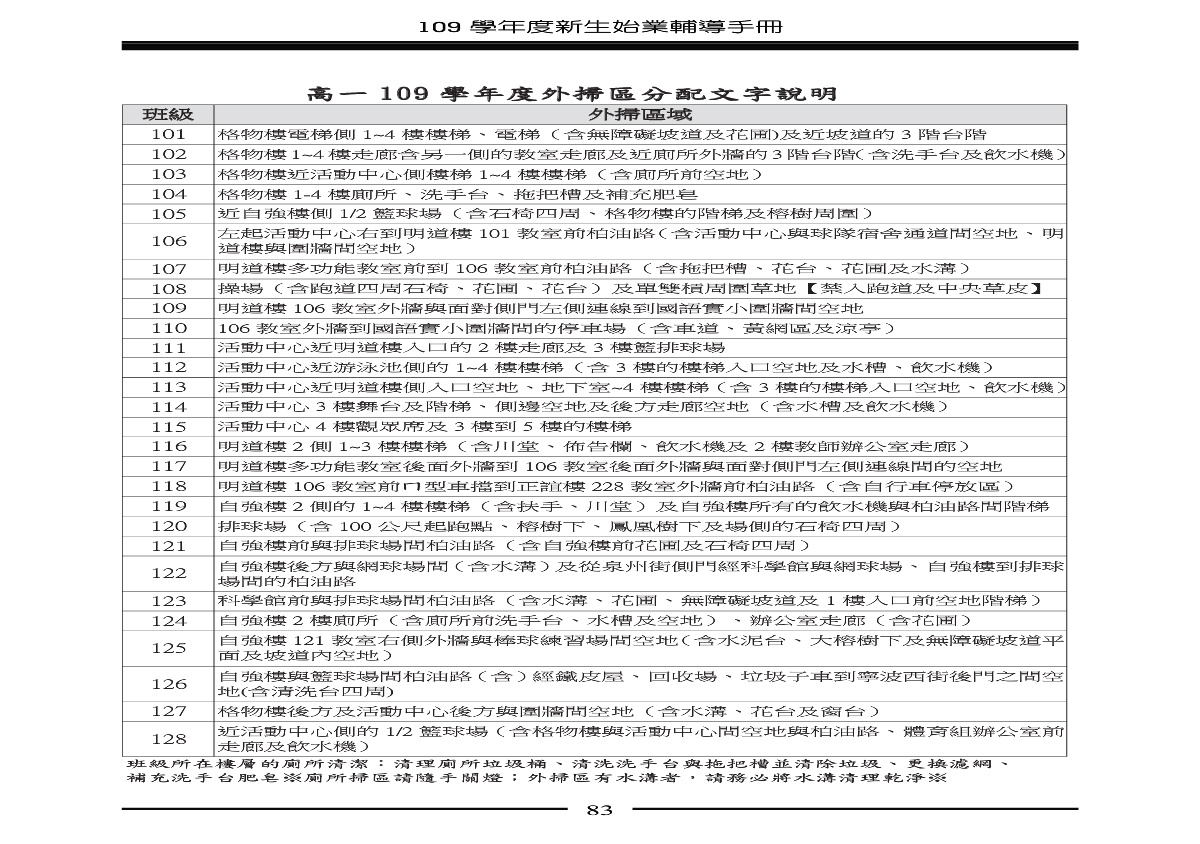 109 學年度新生始業輔導手冊
高一 109 學年度外掃區分配文字說明
班級 外掃區域
101 格物樓電梯側 1~4 樓樓梯、電梯（含無障礙坡道及花圃)及近坡道的 3 階台階
102 格物樓 1~4 樓走廊含另一側的教室走廊及近廁所外牆的 3 階台階(含洗手台及飲水機)
103 格物樓近活動中心側樓梯 1~4 樓樓梯（含廁所前空地）
104 格物樓 1-4 樓廁所、洗手台、拖把槽及補充肥皂
105 近自強樓側 1/2 籃球場（含石椅四周、格物樓的階梯及榕樹周圍）
106 左起活動中心右到明道樓 101 教室前柏油路(含活動中心與球隊宿舍通道間空地、明
道樓與圍牆間空地）
107 明道樓多功能教室前到 106 教室前柏油路（含拖把槽、花台、花圃及水溝）
108 操場（含跑道四周石椅、花圃、花台）及單雙槓周圍草地【禁入跑道及中央草皮】
109 明道樓 106 教室外牆與面對側門左側連線到國語實小圍牆間空地
110 106 教室外牆到國語實小圍牆間的停車場（含車道、黃網區及涼亭）
111 活動中心近明道樓入口的 2 樓走廊及 3 樓籃排球場
112 活動中心近游泳池側的 1~4 樓樓梯（含 3 樓的樓梯入口空地及水槽、飲水機）
113 活動中心近明道樓側入口空地、地下室~4 樓樓梯（含 3 樓的樓梯入口空地、飲水機）
114 活動中心 3 樓舞台及階梯、側邊空地及後方走廊空地（含水槽及飲水機）
115 活動中心 4 樓觀眾席及 3 樓到 5 樓的樓梯
116 明道樓 2 側 1~3 樓樓梯（含川堂、佈告欄、飲水機及 2 樓教師辦公室走廊）
117 明道樓多功能教室後面外牆到 106 教室後面外牆與面對側門左側連線間的空地
118 明道樓 106 教室前ㄇ型車擋到正誼樓 228 教室外牆前柏油路（含自行車停放區）
119 自強樓 2 側的 1~4 樓樓梯（含扶手、川堂）及自強樓所有的飲水機與柏油路間階梯
120 排球場（含 100 公尺起跑點、榕樹下、鳳凰樹下及場側的石椅四周）
121 自強樓前與排球場間柏油路（含自強樓前花圃及石椅四周）
122 自強樓後方與網球場間（含水溝）及從泉州街側門經科學館與網球場、自強樓到排球
場間的柏油路
123 科學館前與排球場間柏油路（含水溝、花圃、無障礙坡道及 1 樓入口前空地階梯）
124 自強樓 2 樓廁所（含廁所前洗手台、水槽及空地）、辦公室走廊（含花圃）
125 自強樓 121 教室右側外牆與棒球練習場間空地(含水泥台、大榕樹下及無障礙坡道平
面及坡道內空地）
126 自強樓與籃球場間柏油路（含）經鐵皮屋、回收場、垃圾子車到寧波西街後門之間空
地(含清洗台四周)
127 格物樓後方及活動中心後方與圍牆間空地（含水溝、花台及窗台）
128 近活動中心側的 1/2 籃球場（含格物樓與活動中心間空地與柏油路、體育組辦公室前
走廊及飲水機）
班級所在樓層的廁所清潔：清理廁所垃圾桶、清洗洗手台與拖把槽並清除垃圾、更換濾網、
補充洗手台肥皂※廁所掃區請隨手關燈；外掃區有水溝者，請務必將水溝清理乾淨※
83